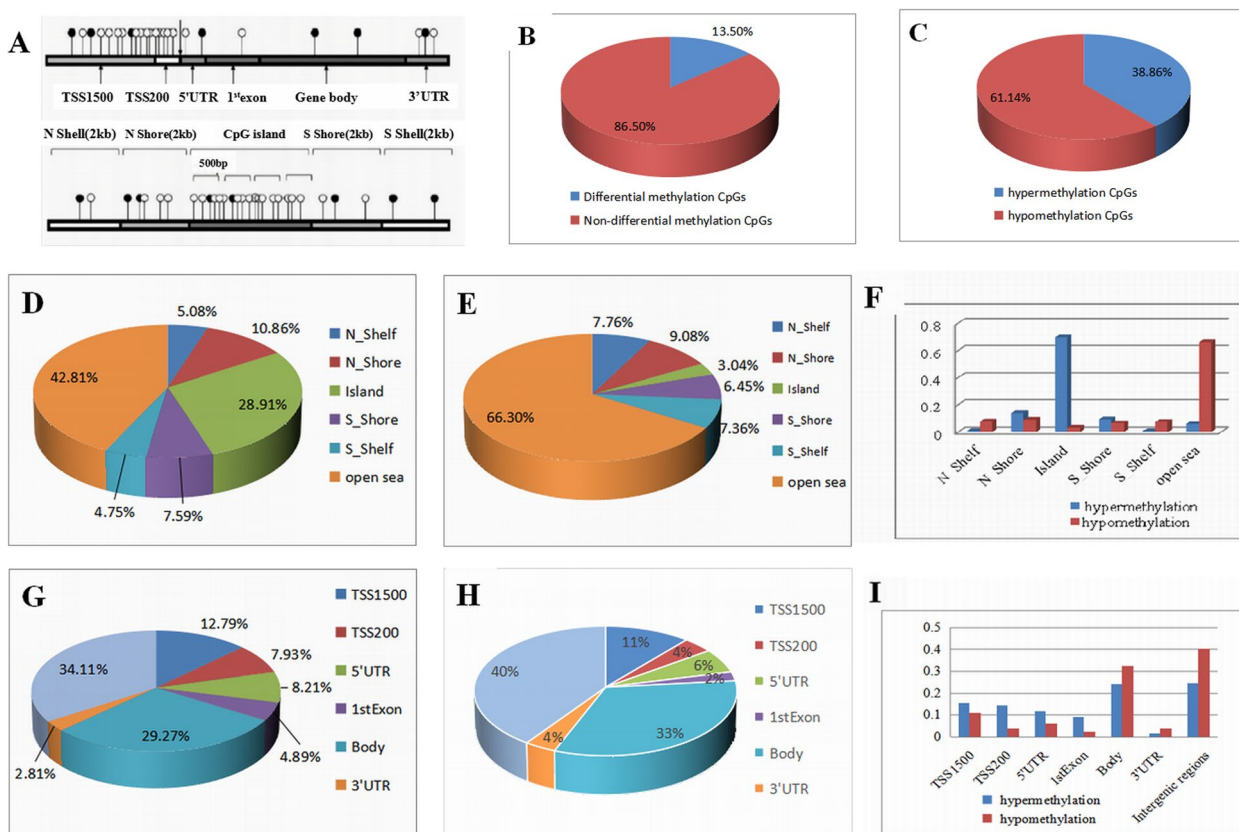 A
TSS1500 TSS200 5'UTR 1stexon Gene body 3'UTR
N Shell(2kb) N Shore(2kb) CpG island S Shore(2kb) S Shell(2kb)
500bp
B
13.50%
86.50%
Differential methylation CpGs
Non-differential methylation CpGs
C
38.86%
61.14%
hypermethylation CpGs
hypomethylation CpGs
D
5.08%
10.86%
42.81%
28.91%
4.75%
7.59%
N_Shelf
N_Shore
Island
S_Shore
S_Shelf
open sea
E
7.76%
9.08%
3.04%
6.45%
66.30%
7.36%
N_Shelf
N_Shore
Island
S_Shore
S_Shelf
open sea
F
0.8
0.6
0.4
0.2
0
N_Shelf N_Shore Island S_Shore S_Shelf open sea
hypermethylation
hypomethylation
G
12.79%
7.93%
34.11%
8.21%
29.27%
4.89%
2.81%
TSS1500
TSS200
5'UTR
1stExon
Body
3'UTR
H
11%
4%
40%
6%
2%
33%
4%
TSS1500
TSS200
5'UTR
1stExon
Body
3'UTR
I
0.5
0.4
0.3
0.2
0.1
0
TSS1500 TSS200 5'UTR 1stExon Body 3'UTR Intergenic regions
hypermethylation
hypomethylation